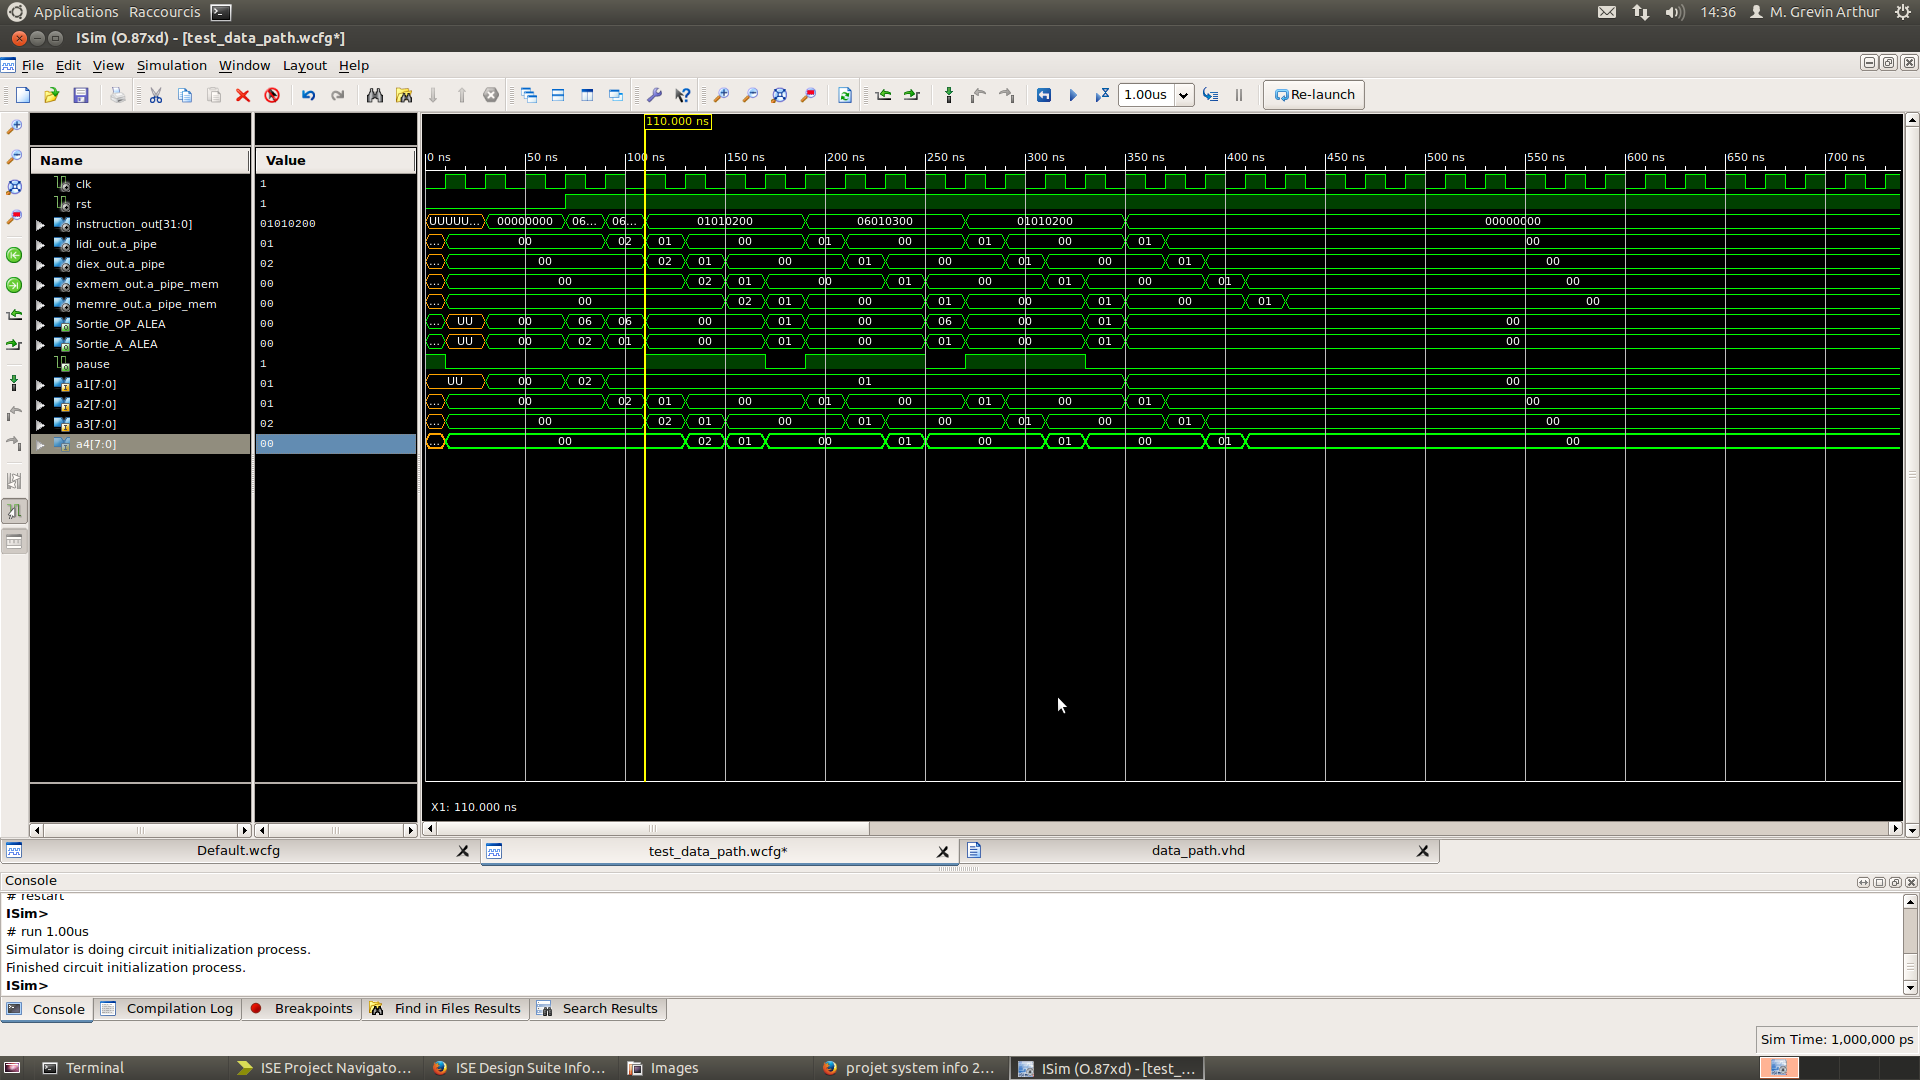 Applications Raccourcis 14:36 M. Grevin Arthur
ISim (O.87xd) - [test_data_path.wcfg*]
File Edit View Simulation Window Layout Help
1.00us Re-launch
110.000 ns
Name Value 0 ns 50 ns 100 ns 150 ns 200 ns 250 ns 300 ns 350 ns 400 ns 450 ns 500 ns 550 ns 600 ns 650 ns 700 ns
clk 1
rst 1
instruction_out[31:0] 01010200 UUUUU... 00000000 06... 06... 01010200 06010300 01010200 00000000
lidi_out.a_pipe 01 ... 00 02 01 00 01 00 01 00 01 00
diex_out.a_pipe 02 ... 00 02 01 00 01 00 01 00 01 00
exmem_out.a_pipe_mem 00 ... 00 02 01 00 01 00 01 00 01 00
memre_out.a_pipe_mem 00 ... 00 02 01 00 01 00 01 00 01 00
Sortie_OP_ALEA 00 ... UU 00 06 06 00 01 00 06 00 01 00
Sortie_A_ALEA 00 ... UU 00 02 01 00 01 00 01 00 01 00
pause 1
a1[7:0] 01 UU 00 02 01 00
a2[7:0] 01 ... 00 02 01 00 01 00 01 00 01 00
a3[7:0] 02 ... 00 02 01 00 01 00 01 00 01 00
a4[7:0] 00 ... 00 02 01 00 01 00 01 00 01 00
X1: 110.000 ns
Default.wcfg test_data_path.wcfg* data_path.vhd
Console
# restart
ISim>
# run 1.00us
Simulator is doing circuit initialization process.
Finished circuit initialization process.
ISim>
Console Compilation Log Breakpoints Find in Files Results Search Results
Sim Time: 1,000,000 ps
Terminal ISE Project Navigato... ISE Design Suite Info... Images projet system info 2... ISim (O.87xd) - [test_...